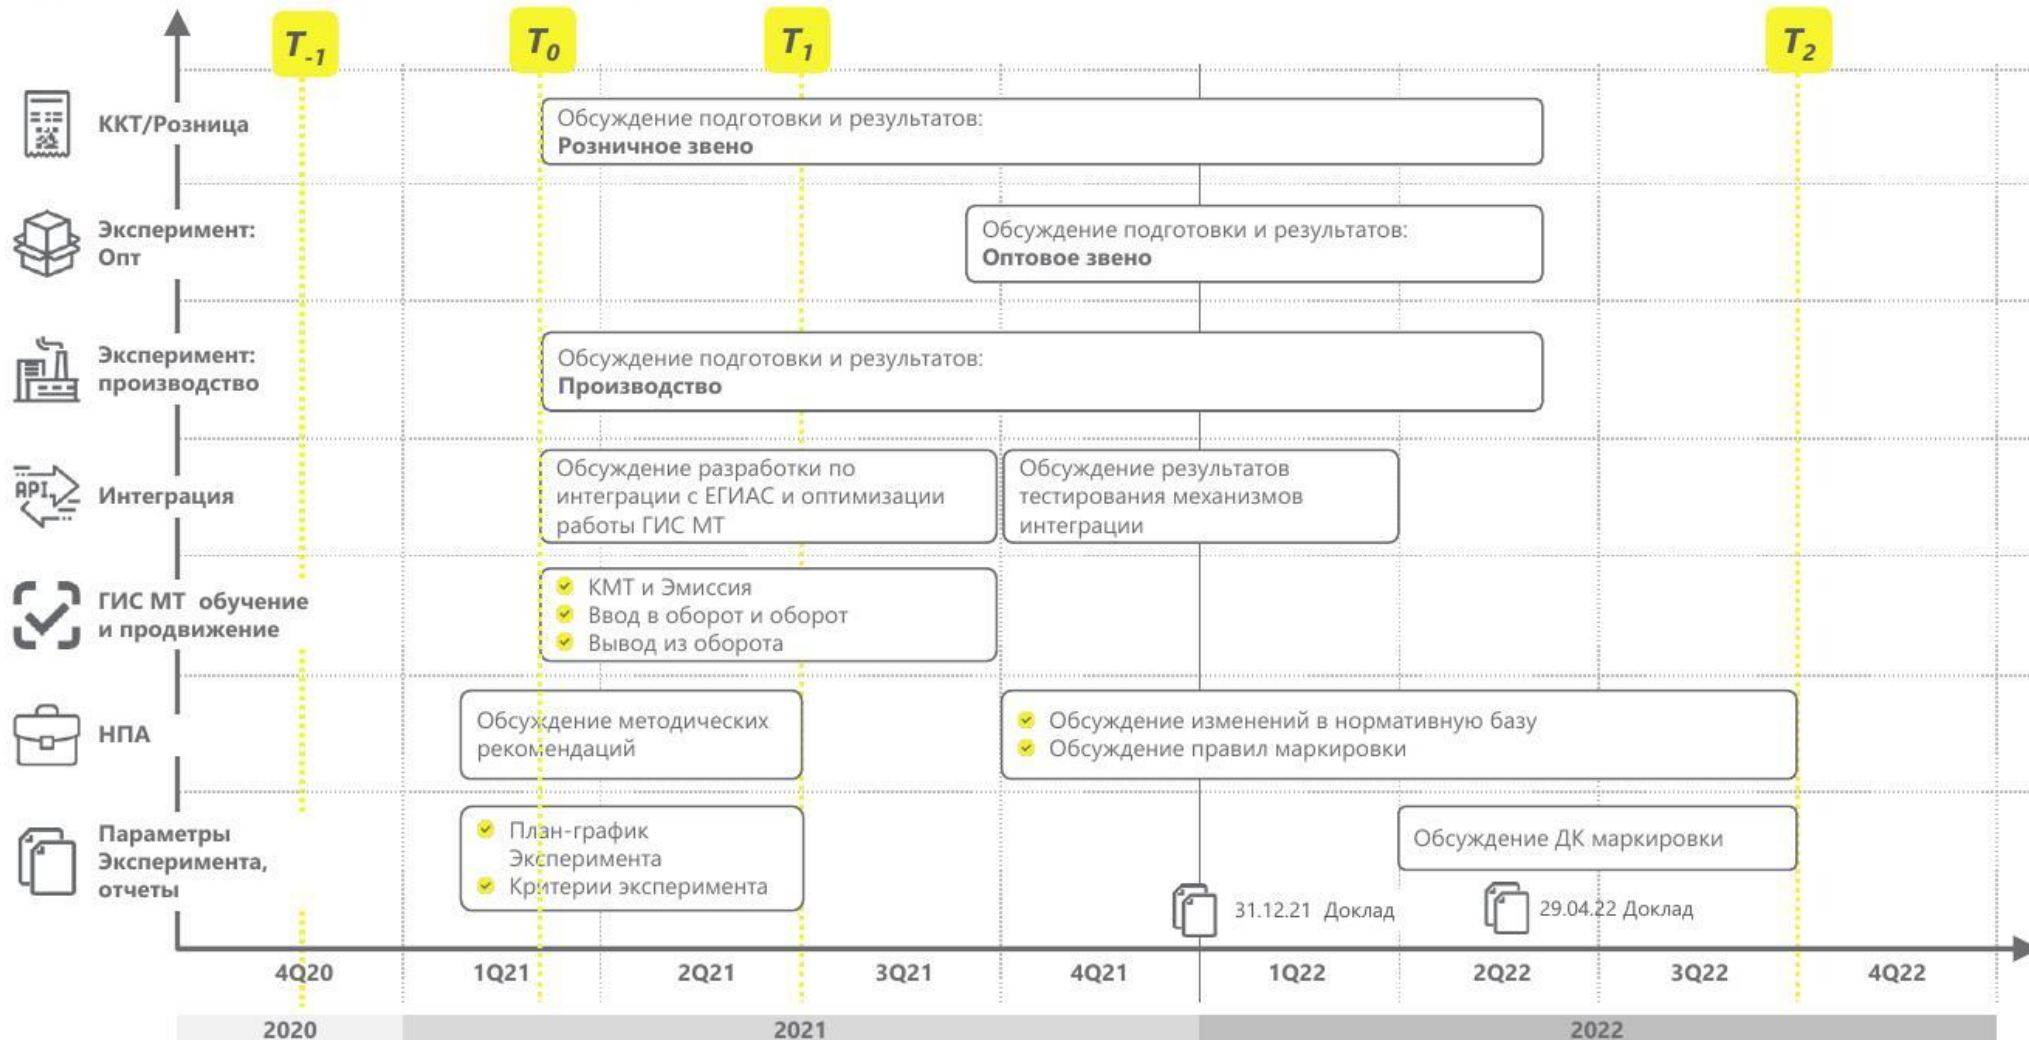 T-1
T0
T1
T2
ККТ/Розница
Обсуждение подготовки и результатов:
Розничное звено
Эксперимент:
Опт
Обсуждение подготовки и результатов:
Оптовое звено
Эксперимент:
производство
Обсуждение подготовки и результатов:
Производство
API
Интеграция
Обсуждение разработки по
интеграции с ЕГИАС и оптимизации
работы ГИС МТ
Обсуждение результатов
тестирования механизмов
интеграции
ГИС МТ обучение
и продвижение
КМТ и Эмиссия
Ввод в оборот и оборот
Вывод из оборота
НПА
Обсуждение методических
рекомендаций
Обсуждение изменений в нормативную базу
Обсуждение правил маркировки
Параметры
Эксперимента,
отчеты
План-график
Эксперимента
Критерии эксперимента
Обсуждение ДК маркировки
31.12.21 Доклад
29.04.22 Доклад
4Q20
1Q21
2Q21
3Q21
4Q21
1Q22
2Q22
3Q22
4Q22
2020
2021
2022